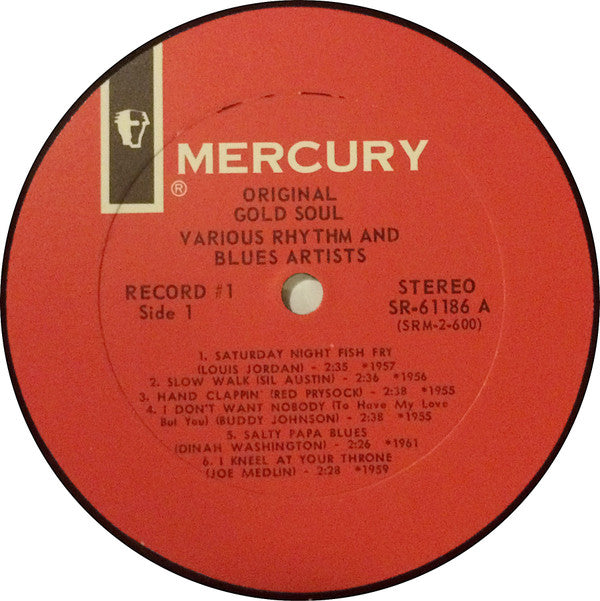 MERCURY
®
ORIGINAL
GOLD SOUL
VARIOUS RHYTHM AND
BLUES ARTISTS
RECORD #1
Side 1
STEREO
SR-61186 A
(SRM-2-600)
1. SATURDAY NIGHT FISH FRY
(LOUIS JORDAN) - 2:35 *1957
2. SLOW WALK (SIL AUSTIN) - 2:36 *1956
3. HAND CLAPPIN' (RED PRYSOCK) - 2:38 *1955
4. I DON'T WANT NOBODY (To Have My Love
But You) (BUDDY JOHNSON) - 2:38 *1955
5. SALTY PAPA BLUES
(DINAH WASHINGTON) - 2:26 *1961
6. I KNEEL AT YOUR THRONE
(JOE MEDLIN) - 2:28 *1959